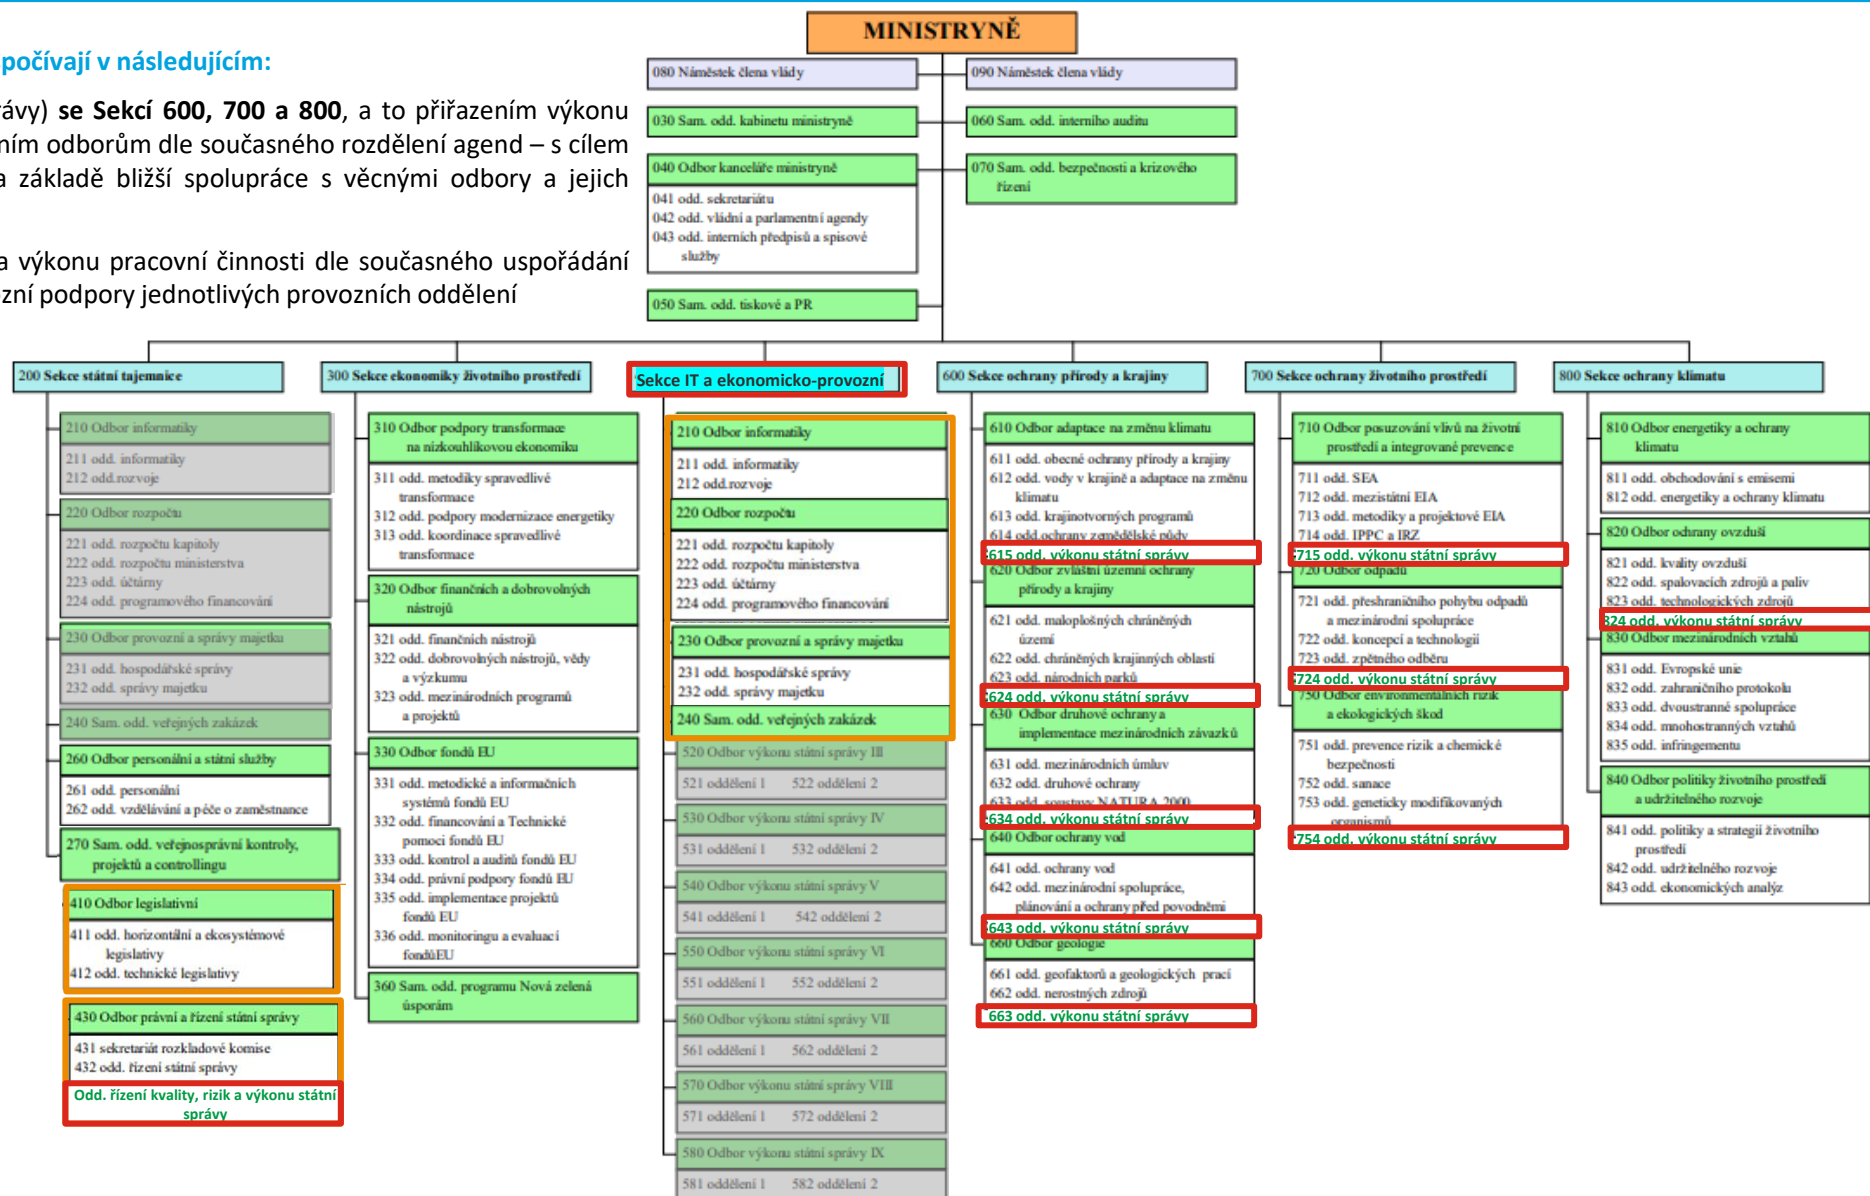 MINISTRYNĚ
počívají v následujícím:
rávy) se Sekcí 600, 700 a 800, a to přiřazením výkonu
ním odborům dle současného rozdělení agend – s cílem
a základě bližší spolupráce s věcnými odbory a jejich
a výkonu pracovní činnosti dle současného uspořádání
zní podpory jednotlivých provozních oddělení
080 Náměstek člena vlády
090 Náměstek člena vlády
030 Sam. odd. kabinetu ministryně
060 Sam. odd. interního auditu
040 Odbor kanceláře ministryně
041 odd. sekretariátu
042 odd. vládní a parlamentní agendy
043 odd. interních předpisů a spisové
služby
070 Sam. odd. bezpečnosti a krizového
řízení
050 Sam. odd. tiskové a PR
200 Sekce státní tajemnice
210 Odbor informatiky
211 odd. informatiky
212 odd.rozvoje
220 Odbor rozpočtu
221 odd. rozpočtu kapitoly
222 odd. rozpočtu ministerstva
223 odd. účtárny
224 odd. programového financování
230 Odbor provozní a správy majetku
231 odd. hospodářské správy
232 odd. správy majetku
240 Sam. odd. veřejných zakázek
260 Odbor personální a státní služby
261 odd. personální
262 odd. vzdělávání a péče o zaměstnance
270 Sam. odd. veřejnosprávní kontroly,
projektů a controllingu
410 Odbor legislativní
411 odd. horizontální a ekosystémové
legislativy
412 odd. technické legislativy
430 Odbor právní a řízení státní správy
431 sekretariát rozkladové komise
432 odd. řízení státní správy
Odd. řízení kvality, rizik a výkonu státní
správy
300 Sekce ekonomiky životního prostředí
310 Odbor podpory transformace
na nízkouhlíkovou ekonomiku
311 odd. metodiky spravedlivé
transformace
312 odd. podpory modernizace energetiky
313 odd. koordinace spravedlivé
transformace
320 Odbor finančních a dobrovolných
nástrojů
321 odd. finančních nástrojů
322 odd. dobrovolných nástrojů, vědy
a výzkumu
323 odd. mezinárodních programů
a projektů
330 Odbor fondů EU
331 odd. metodické a informačních
systémů fondů EU
332 odd. financování a Technické
pomoci fondů EU
333 odd. kontrol a auditů fondů EU
334 odd. právní podpory fondů EU
335 odd. implementace projektů
fondů EU
336 odd. monitoringu a evaluací
fondůEU
360 Sam. odd. programu Nová zelená
úsporám
Sekce IT a ekonomicko-provozní
210 Odbor informatiky
211 odd. informatiky
212 odd.rozvoje
220 Odbor rozpočtu
221 odd. rozpočtu kapitoly
222 odd. rozpočtu ministerstva
223 odd. účtárny
224 odd. programového financování
230 Odbor provozní a správy majetku
231 odd. hospodářské správy
232 odd. správy majetku
240 Sam. odd. veřejných zakázek
520 Odbor výkonu státní správy III
521 oddělení 1 522 oddělení 2
530 Odbor výkonu státní správy IV
531 oddělení 1 532 oddělení 2
540 Odbor výkonu státní správy V
541 oddělení 1 542 oddělení 2
550 Odbor výkonu státní správy VI
551 oddělení 1 552 oddělení 2
560 Odbor výkonu státní správy VII
561 oddělení 1 562 oddělení 2
570 Odbor výkonu státní správy VIII
571 oddělení 1 572 oddělení 2
580 Odbor výkonu státní správy IX
581 oddělení 1 582 oddělení 2
600 Sekce ochrany přírody a krajiny
610 Odbor adaptace na změnu klimatu
611 odd. obecné ochrany přírody a krajiny
612 odd. vody v krajině a adaptace na změnu
klimatu
613 odd. krajinotvorných programů
614 odd.ochrany zemědělské půdy
615 odd. výkonu státní správy
620 Odbor zvláštní územní ochrany
přírody a krajiny
621 odd. maloplošných chráněných
území
622 odd. chráněných krajinných oblastí
623 odd. národních parků
624 odd. výkonu státní správy
630 Odbor druhové ochrany a
implementace mezinárodních závazků
631 odd. mezinárodních úmluv
632 odd. druhové ochrany
633 odd. soustavy NATURA 2000
634 odd. výkonu státní správy
640 Odbor ochrany vod
641 odd. ochrany vod
642 odd. mezinárodní spolupráce,
plánování a ochrany před povodněmi
643 odd. výkonu státní správy
660 Odbor geologie
661 odd. geofaktorů a geologických prací
662 odd. nerostných zdrojů
663 odd. výkonu státní správy
700 Sekce ochrany životního prostředí
710 Odbor posuzování vlivů na životní
prostředí a integrované prevence
711 odd. SEA
712 odd. mezistátní EIA
713 odd. metodiky a projektové EIA
714 odd. IPPC a IRZ
715 odd. výkonu státní správy
720 Odbor odpadů
721 odd. přeshraničního pohybu odpadů
a mezinárodní spolupráce
722 odd. koncepcí a technologií
723 odd. zpětného odběru
724 odd. výkonu státní správy
750 Odbor environmentálních rizik
a ekologických škod
751 odd. prevence rizik a chemické
bezpečnosti
752 odd. sanace
753 odd. geneticky modifikovaných
organismů
754 odd. výkonu státní správy
800 Sekce ochrany klimatu
810 Odbor energetiky a ochrany
klimatu
811 odd. obchodování s emisemi
812 odd. energetiky a ochrany klimatu
820 Odbor ochrany ovzduší
821 odd. kvality ovzduší
822 odd. spalovacích zdrojů a paliv
823 odd. technologických zdrojů
824 odd. výkonu státní správy
830 Odbor mezinárodních vztahů
831 odd. Evropské unie
832 odd. zahraničního protokolu
833 odd. dvoustranné spolupráce
834 odd. mnohostranných vztahů
835 odd. infringementu
840 Odbor politiky životního prostředí
a udržitelného rozvoje
841 odd. politiky a strategií životního
prostředí
842 odd. udržitelného rozvoje
843 odd. ekonomických analýz